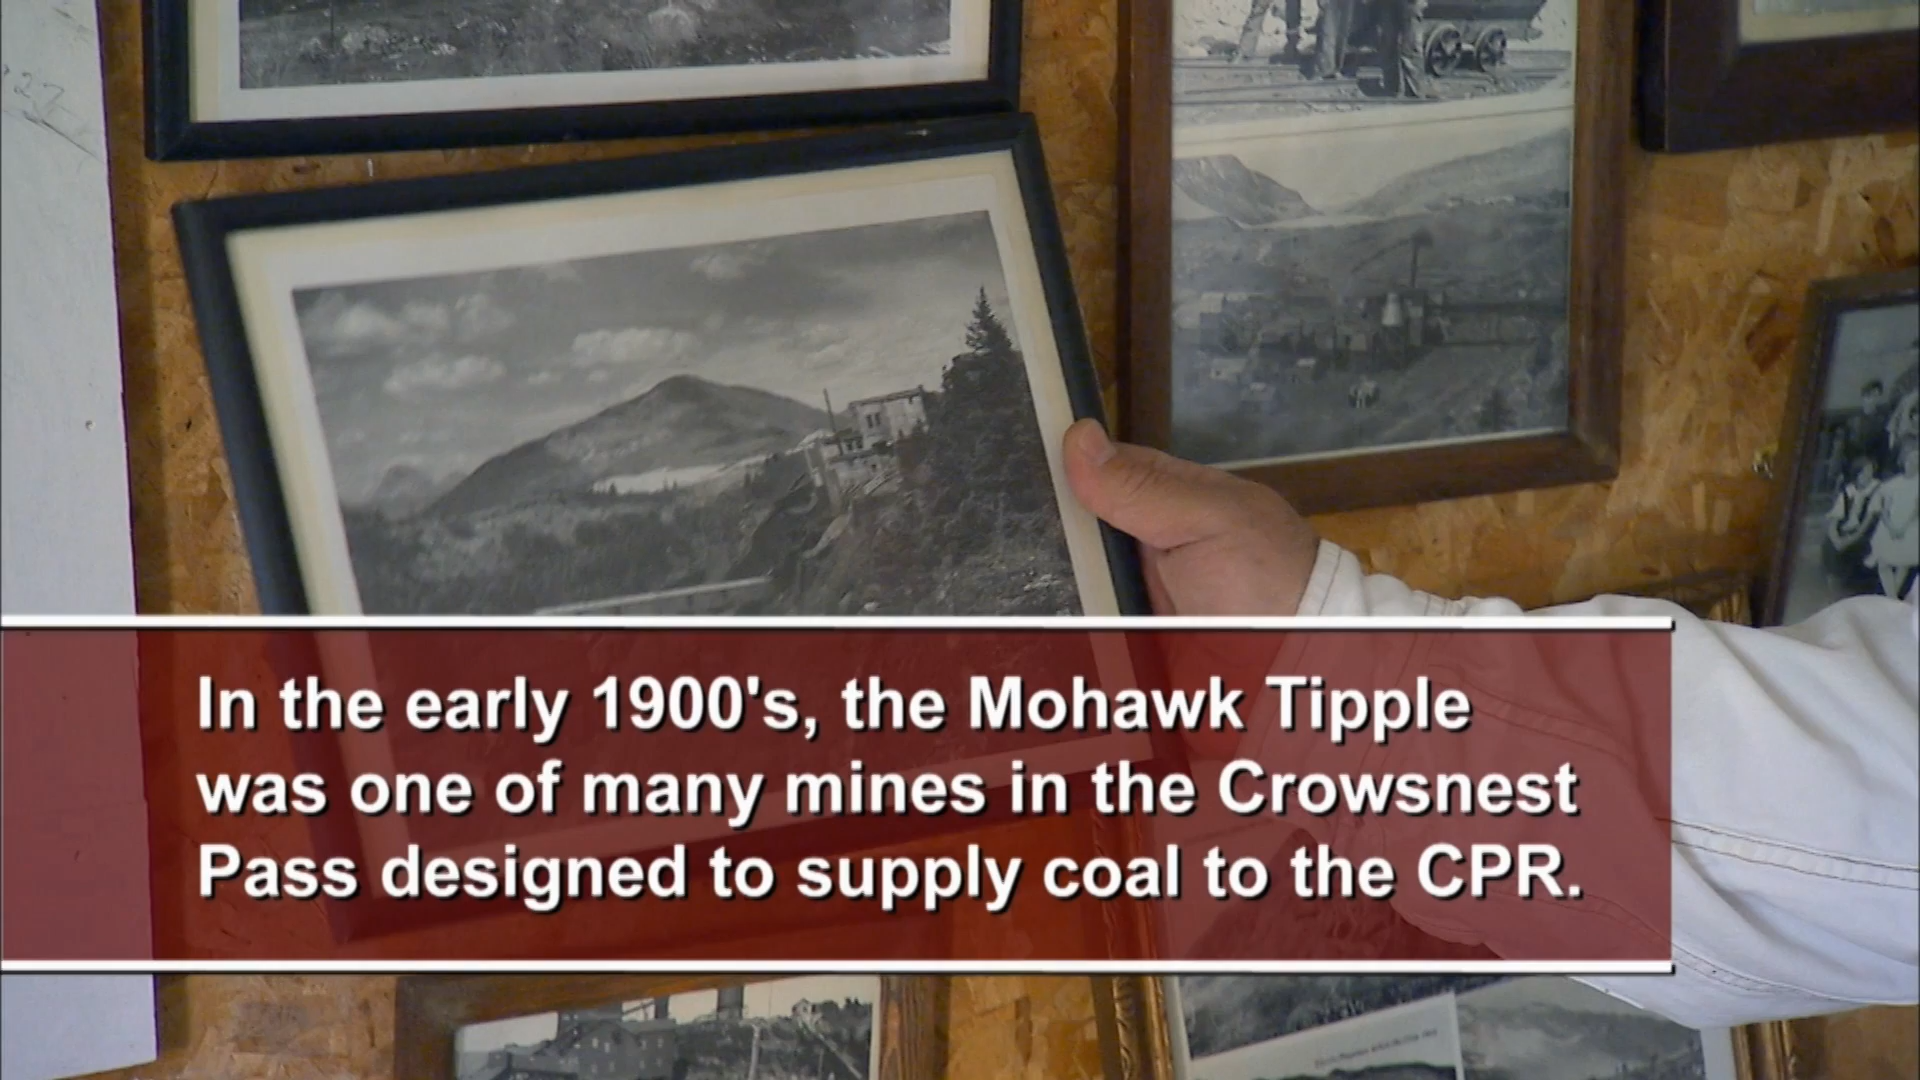 In the early 1900's, the Mohawk Tipple
was one of many mines in the Crowsnest
Pass designed to supply coal to the CPR.